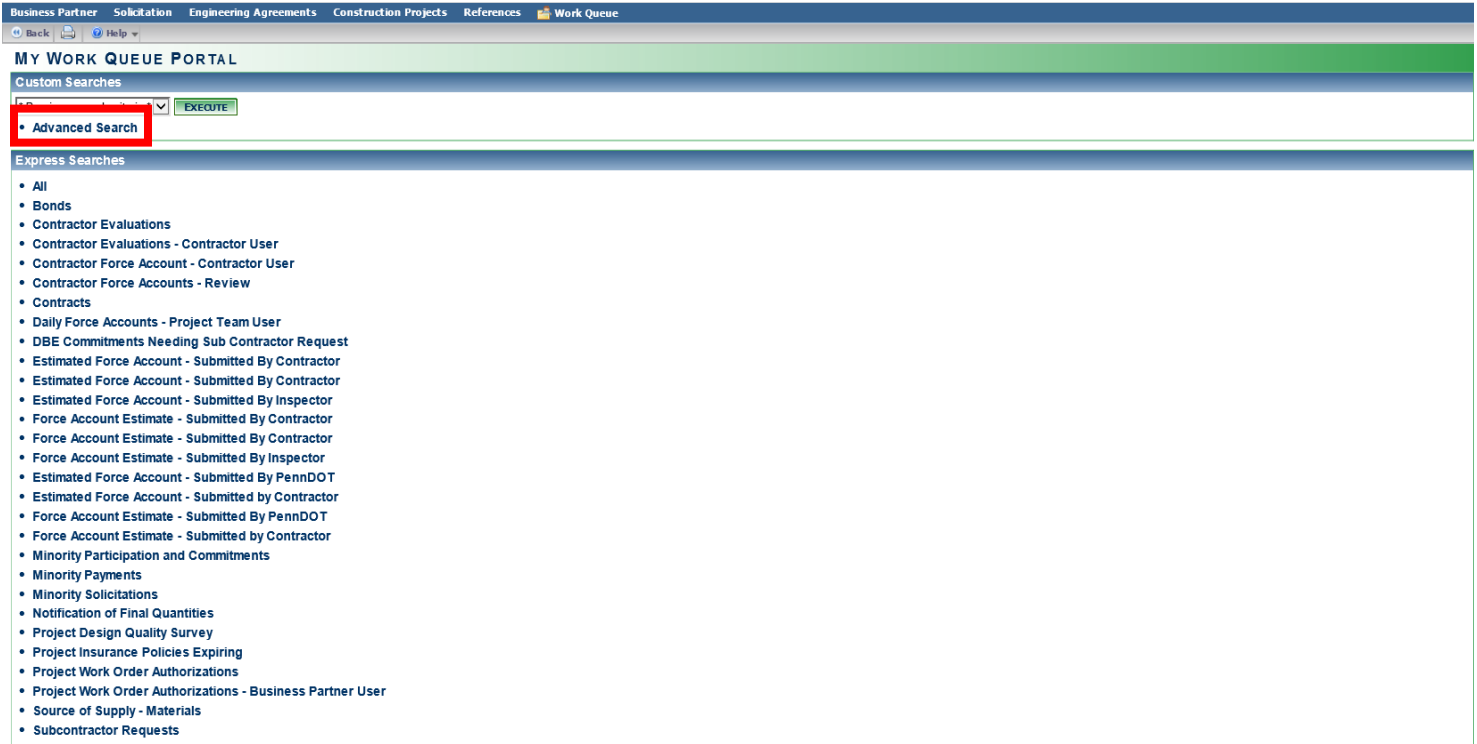 Business Partner Solicitation Engineering Agreements Construction Projects References Work Queue
Back Help
MY WORK QUEUE PORTAL
Custom Searches
EXECUTE
• Advanced Search
Express Searches
• All
• Bonds
• Contractor Evaluations
• Contractor Evaluations - Contractor User
• Contractor Force Account - Contractor User
• Contractor Force Accounts - Review
• Contracts
• Daily Force Accounts - Project Team User
• DBE Commitments Needing Sub Contractor Request
• Estimated Force Account - Submitted By Contractor
• Estimated Force Account - Submitted By Contractor
• Estimated Force Account - Submitted By Inspector
• Force Account Estimate - Submitted By Contractor
• Force Account Estimate - Submitted By Contractor
• Force Account Estimate - Submitted By Inspector
• Estimated Force Account - Submitted By PennDOT
• Estimated Force Account - Submitted by Contractor
• Force Account Estimate - Submitted By PennDOT
• Force Account Estimate - Submitted by Contractor
• Minority Participation and Commitments
• Minority Payments
• Minority Solicitations
• Notification of Final Quantities
• Project Design Quality Survey
• Project Insurance Policies Expiring
• Project Work Order Authorizations
• Project Work Order Authorizations - Business Partner User
• Source of Supply - Materials
• Subcontractor Requests